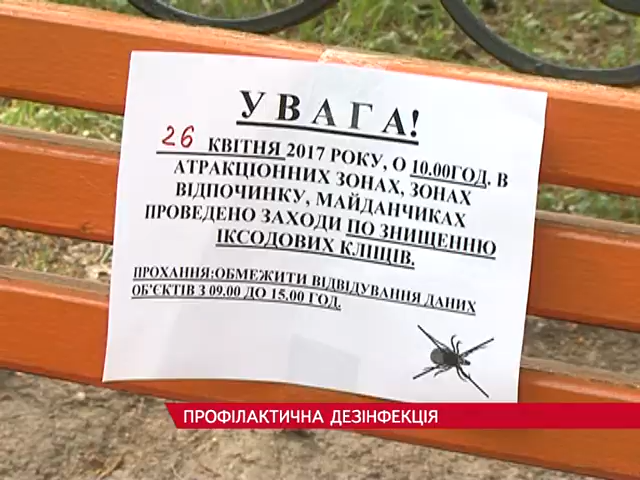 УВАГА!
26 КВІТНЯ 2017 РОКУ, О 10.00ГОД. В
АТРАКЦІОННИХ ЗОНАХ, ЗОНАХ
ВІДПОЧИНКУ, МАЙДАНЧИКАХ
ПРОВЕДЕНО ЗАХОДИ ПО ЗНИЩЕННЮ
ІКСОДОВИХ КЛІЩІВ.
ПРОХАННЯ:ОБМЕЖИТИ ВІДВІДУВАННЯ ДАНИХ
ОБ'ЄКТІВ З 09.00 ДО 15.00 ГОД.
ПРОФІЛАКТИЧНА ДЕЗІНФЕКЦІЯ